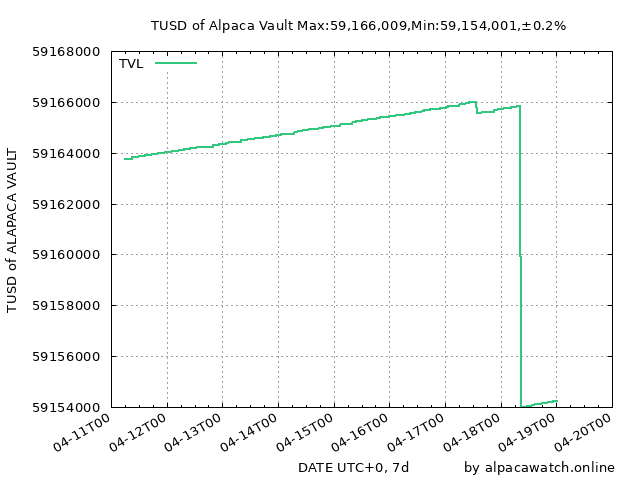 TUSD of Alpaca Vault Max:59,166,009,Min:59,154,001,±0.2%
TVL
59168000
59166000
59164000
59162000
59160000
59158000
59156000
59154000
TUSD of ALAPACA VAULT
04-11T00
04-12T00
04-13T00
04-14T00
04-15T00
04-16T00
04-17T00
04-18T00
04-19T00
04-20T00
DATE UTC+0, 7d
by alpacawatch.online